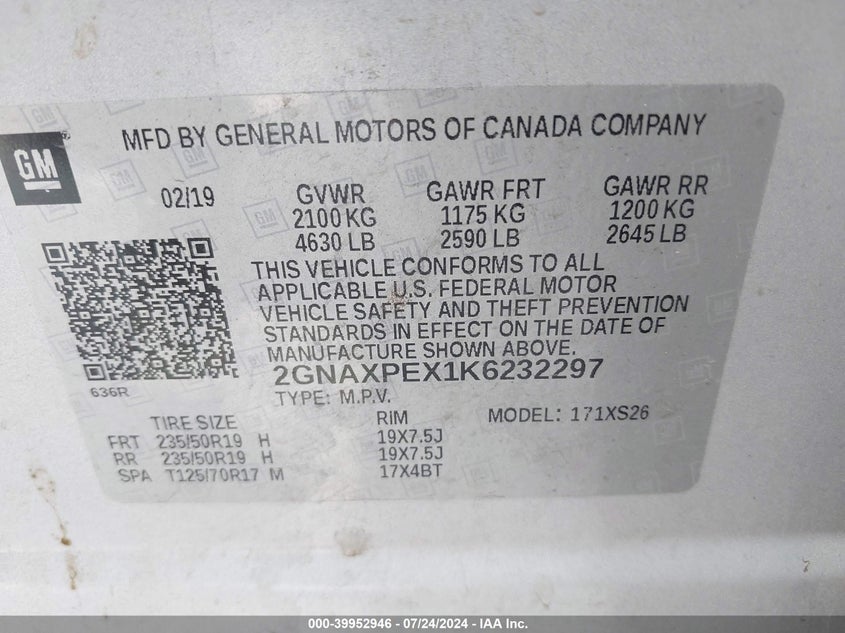 MFD BY GENERAL MOTORS OF CANADA COMPANY
GM
02/19 GVWR GAWR FRT GAWR RR
2100 KG 1175 KG 1200 KG
4630 LB 2590 LB 2645 LB
THIS VEHICLE CONFORMS TO ALL
APPLICABLE U.S. FEDERAL MOTOR
VEHICLE SAFETY AND THEFT PREVENTION
STANDARDS IN EFFECT ON THE DATE OF
MANUFACTURE SHOWN ABOVE.
2GNAXPEX1K6232297
636R
TYPE: M.P.V.
TIRE SIZE RIM MODEL: 171XS26
FRT 235/50R19 H 19X7.5J
RR 235/50R19 H 19X7.5J
SPA T125/70R17 M 17X4BT
000-39952946 - 07/24/2024 - IAA Inc.